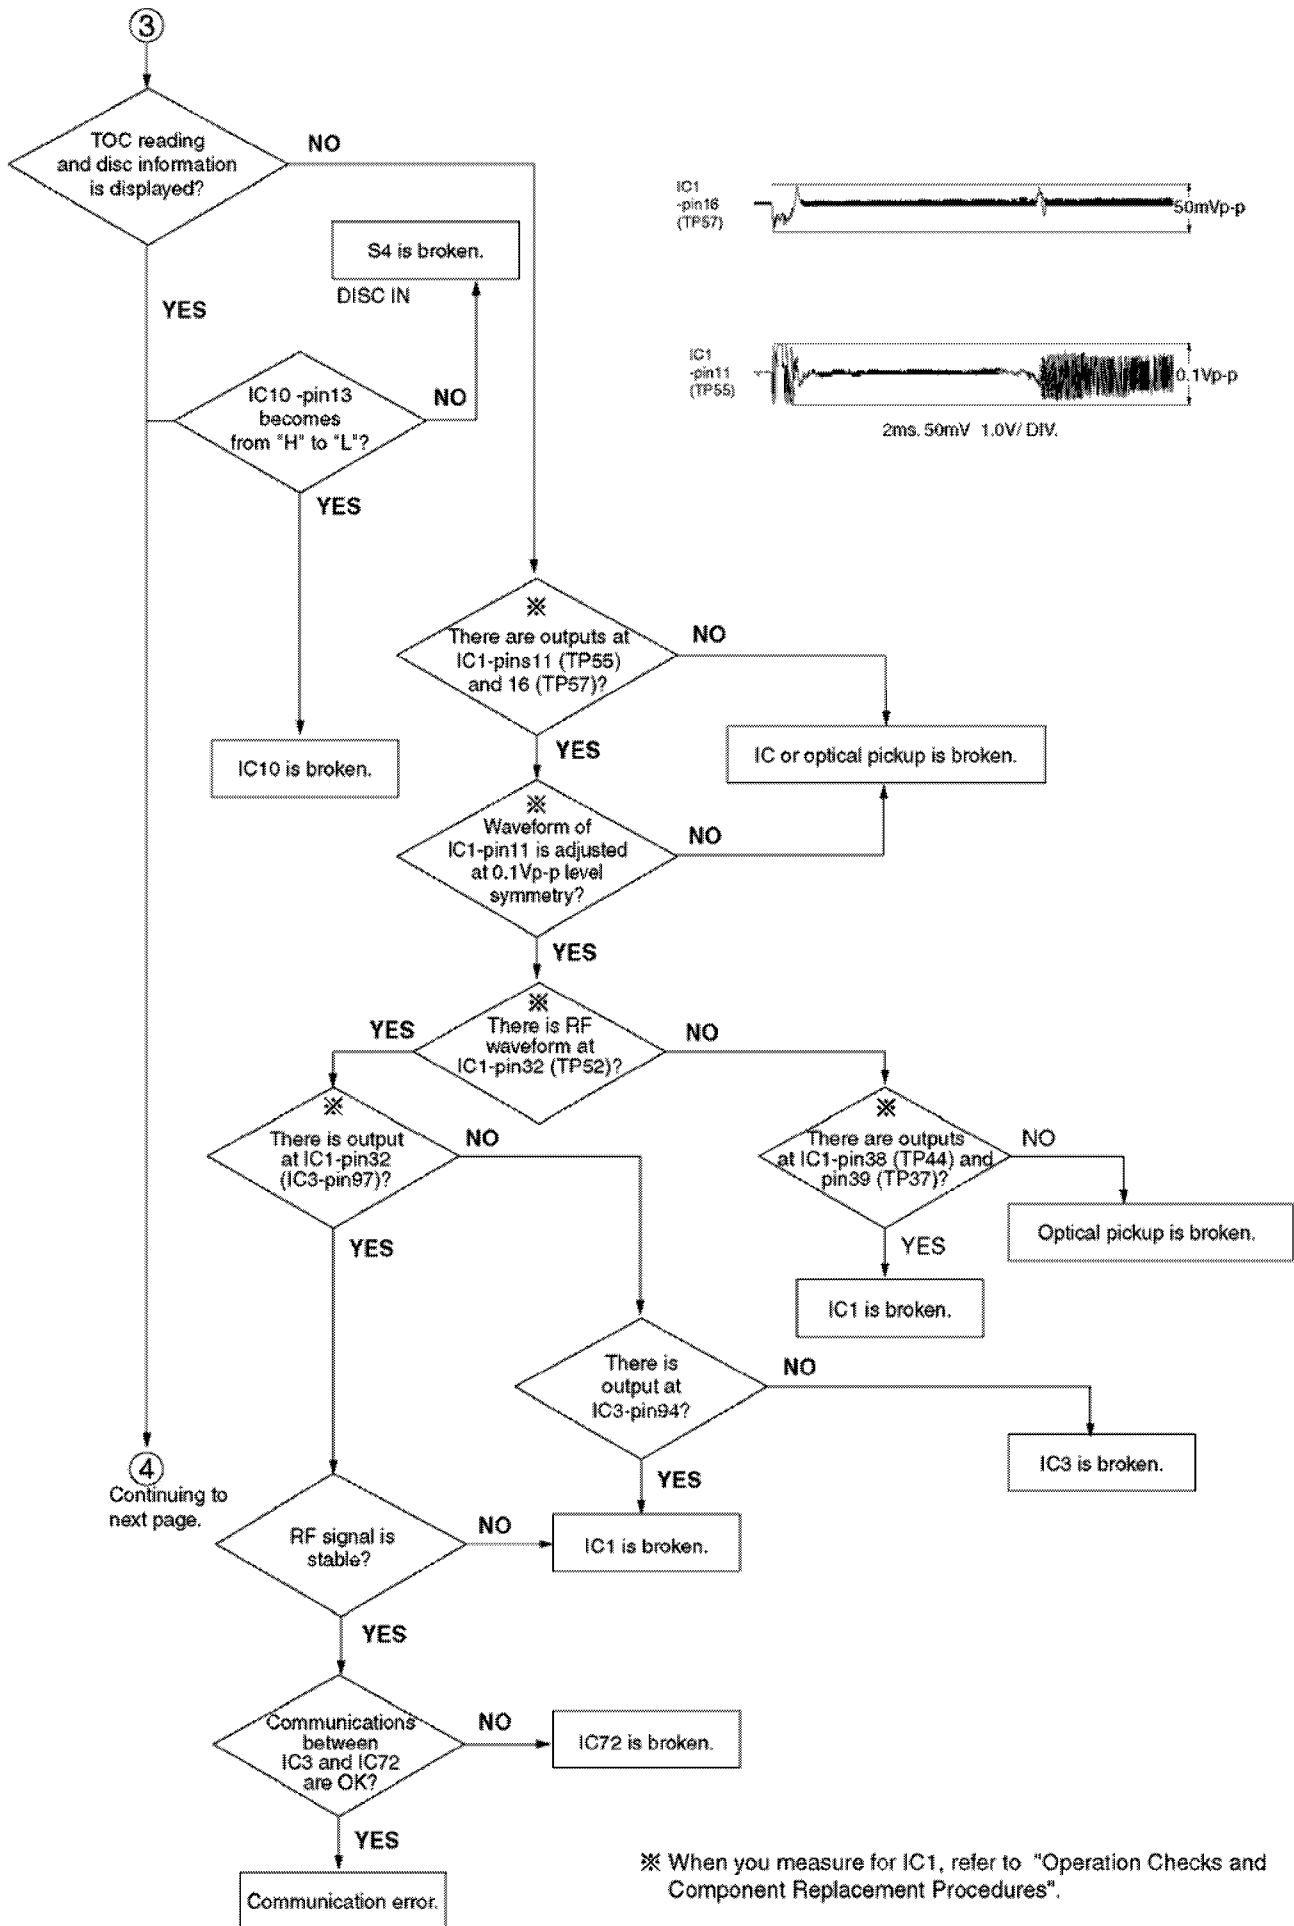 3
TOC reading
and disc information
is displayed?
NO
YES
S4 is broken.
DISC IN
IC10 -pin13
becomes
from "H" to "L"?
NO
YES
IC10 is broken.
IC1
-pin16
(TP57)
50mVp-p
IC1
-pin11
(TP55)
0.1Vp-p
2ms. 50mV 1.0V/ DIV.
※
There are outputs at
IC1-pins11 (TP55)
and 16 (TP57)?
NO
YES
IC or optical pickup is broken.
※
Waveform of
IC1-pin11 is adjusted
at 0.1Vp-p level
symmetry?
NO
YES
※
There is RF
waveform at
IC1-pin32 (TP52)?
YES
NO
※
There is output
at IC1-pin32
(IC3-pin97)?
NO
YES
※
There are outputs
at IC1-pin38 (TP44) and
pin39 (TP37)?
NO
YES
Optical pickup is broken.
IC1 is broken.
There is
output at
IC3-pin94?
NO
YES
IC3 is broken.
4
Continuing to
next page.
RF signal is
stable?
NO
IC1 is broken.
YES
Communications
between
IC3 and IC72
are OK?
NO
IC72 is broken.
YES
Communication error.
※ When you measure for IC1, refer to "Operation Checks and
Component Replacement Procedures".